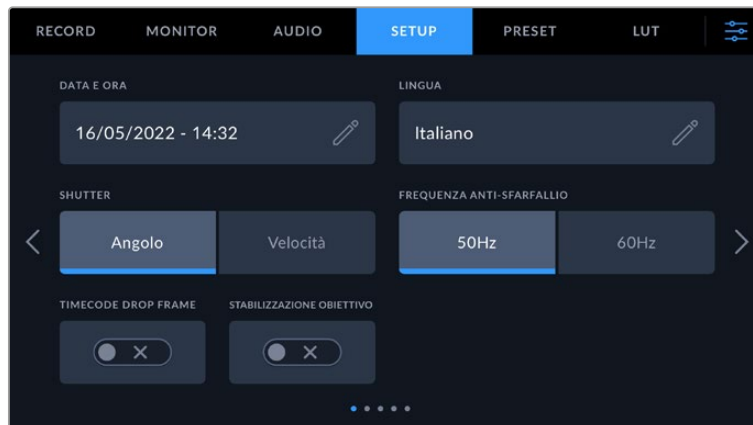 RECORD MONITOR AUDIO SETUP PRESET LUT
DATA E ORA LINGUA
16/05/2022 - 14:32 Italiano
SHUTTER FREQUENZA ANTI-SFARFALLIO
Angolo Velocità 50Hz 60Hz
TIMECODE DROP FRAME STABILIZZAZIONE OBIETTIVO